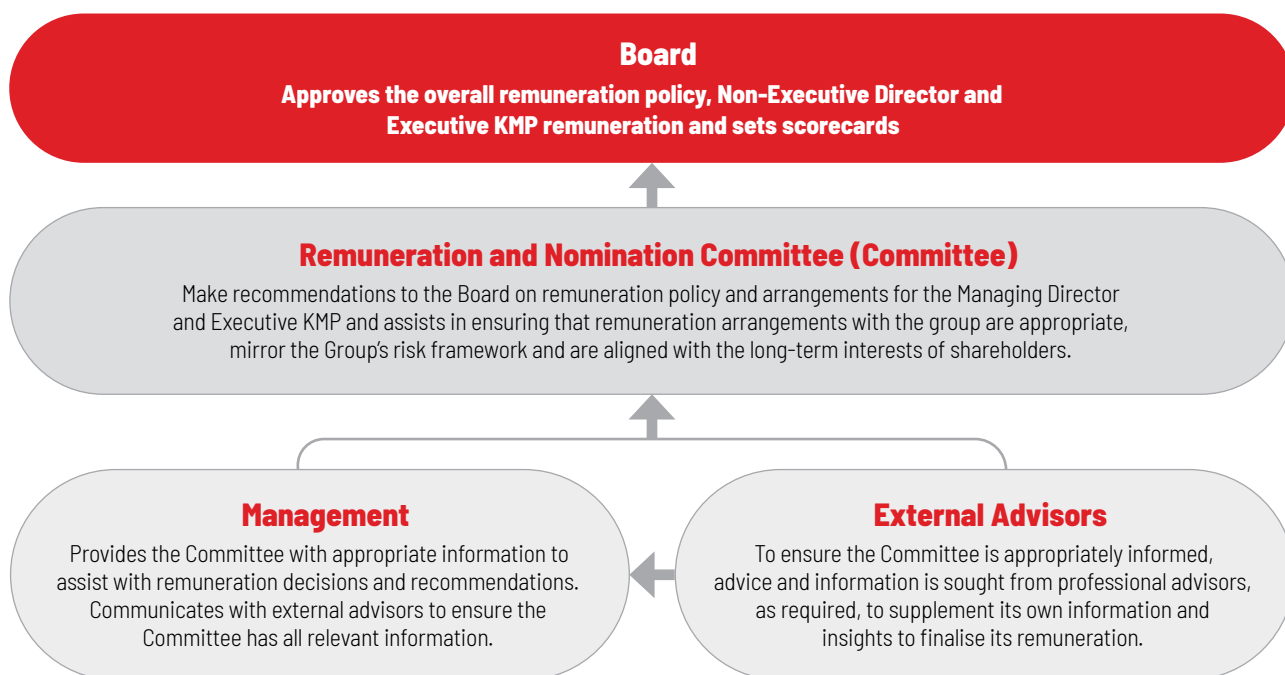 Board
Approves the overall remuneration policy, Non-Executive Director and
Executive KMP remuneration and sets scorecards
Remuneration and Nomination Committee (Committee)
Make recommendations to the Board on remuneration policy and arrangements for the Managing Director
and Executive KMP and assists in ensuring that remuneration arrangements with the group are appropriate,
mirror the Group's risk framework and are aligned with the long-term interests of shareholders.
Management
Provides the Committee with appropriate information to
assist with remuneration decisions and recommendations.
Communicates with external advisors to ensure the
Committee has all relevant information.
External Advisors
To ensure the Committee is appropriately informed,
advice and information is sought from professional advisors,
as required, to supplement its own information and
insights to finalise its remuneration.